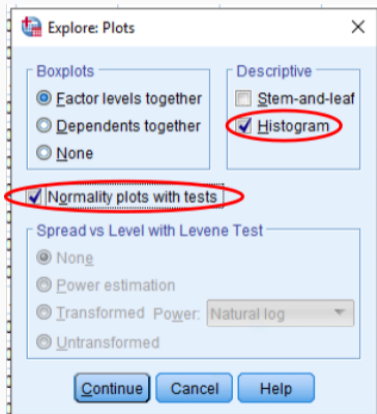 Explore: Plots
Boxplots
Factor levels together
Dependents together
None
Descriptive
Stem-and-leaf
Histogram
Normality plots with tests
Spread vs Level with Levene Test
None
Power estimation
Transformed Power: Natural log
Untransformed
Continue Cancel Help